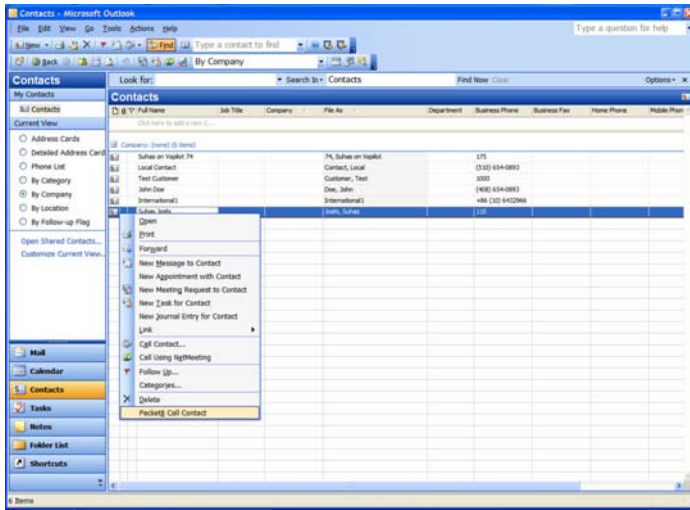 Contacts - Microsoft Outlook
File Edit View Go Tools Actions Help
Type a question for help
New Find Type a contact to find
Back By Company
Contacts
Look for: Search In Contacts Find Now Clear Options
My Contacts
Contacts
Contacts
Full Name Job Title Company File As Department Business Phone Business Fax Home Phone Mobile Phon
Current View
Click here to add a new C...
Address Cards
Detailed Address Card
Phone List
By Category
By Company
By Location
By Follow-up Flag
Company: (none) (6 items)
Suhas on Vopilot 74 74, Suhas on Vopilot 175
Local Contact Contact, Local (510) 654-0893
Test Customer Customer, Test 1000
John Doe Doe, John (408) 654-0893
International1 International1 +86 (10) 6432966
Suhas Joshi Joshi, Suhas 110
Open Shared Contacts...
Customize Current View...
Open
Print
Forward
New Message to Contact
New Appointment with Contact
New Meeting Request to Contact
New Task for Contact
New Journal Entry for Contact
Link
Call Contact...
Call Using NetMeeting
Follow Up...
Categories...
Delete
Packet8 Call Contact
Mail
Calendar
Contacts
Tasks
Notes
Folder List
Shortcuts
6 Items